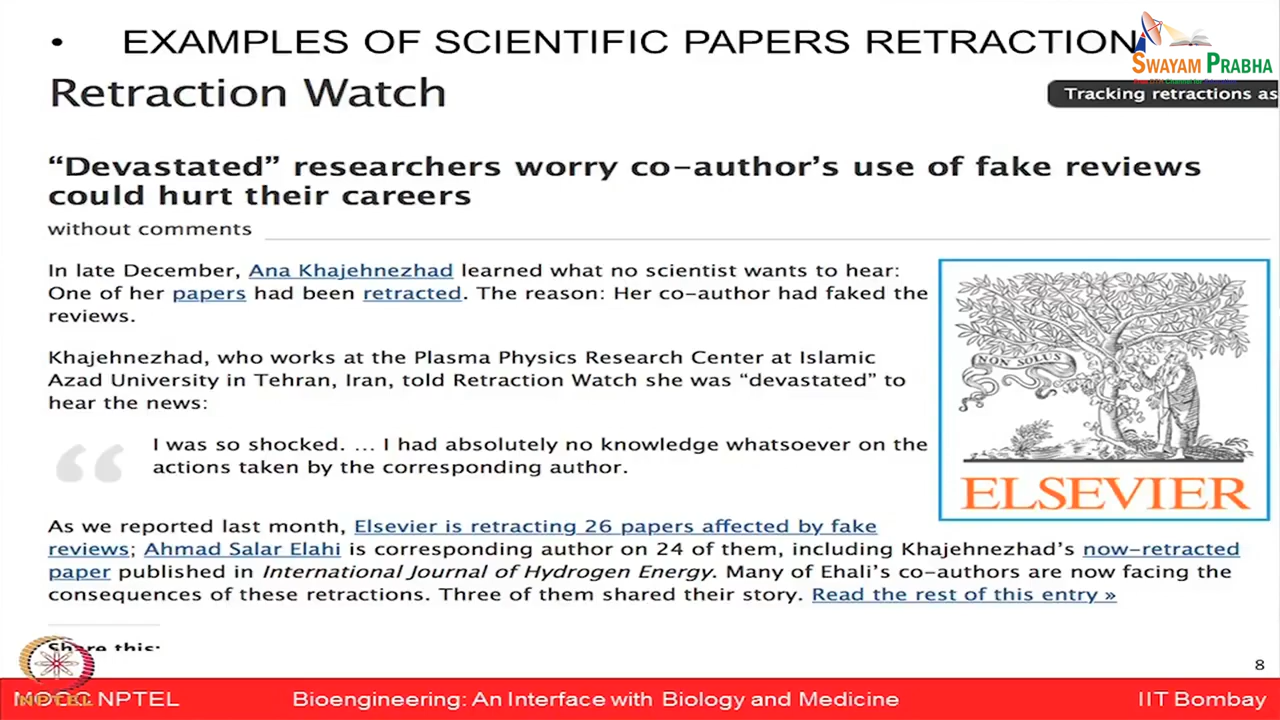 • EXAMPLES OF SCIENTIFIC PAPERS RETRACTION
SWAYAM PRABHA
Retraction Watch
Tracking retractions as
“Devastated” researchers worry co-author’s use of fake reviews
could hurt their careers
without comments
In late December, Ana Khajehnezhad learned what no scientist wants to hear:
One of her papers had been retracted. The reason: Her co-author had faked the
reviews.
Khajehnezhad, who works at the Plasma Physics Research Center at Islamic
Azad University in Tehran, Iran, told Retraction Watch she was “devastated” to
hear the news:
“ I was so shocked. … I had absolutely no knowledge whatsoever on the
actions taken by the corresponding author.
NON SOLUS
ELSEVIER
As we reported last month, Elsevier is retracting 26 papers affected by fake
reviews; Ahmad Salar Elahi is corresponding author on 24 of them, including Khajehnezhad’s now-retracted
paper published in International Journal of Hydrogen Energy. Many of Ehali’s co-authors are now facing the
consequences of these retractions. Three of them shared their story. Read the rest of this entry »
Share this:
8
MOOC NPTEL
NPTEL
Bioengineering: An Interface with Biology and Medicine
IIT Bombay